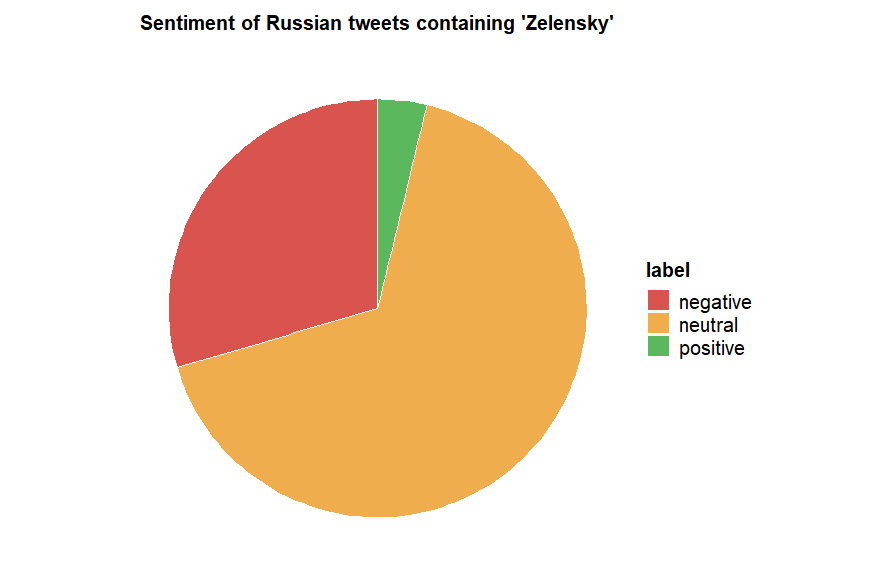 Sentiment of Russian tweets containing 'Zelensky'
label
negative
neutral
positive